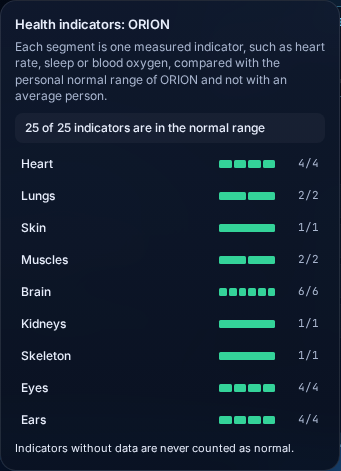 Health indicators: ORION
Each segment is one measured indicator, such as heart
rate, sleep or blood oxygen, compared with the
personal normal range of ORION and not with an
average person.
25 of 25 indicators are in the normal range
Heart 4/4
Lungs 2/2
Skin 1/1
Muscles 2/2
Brain 6/6
Kidneys 1/1
Skeleton 1/1
Eyes 4/4
Ears 4/4
Indicators without data are never counted as normal.